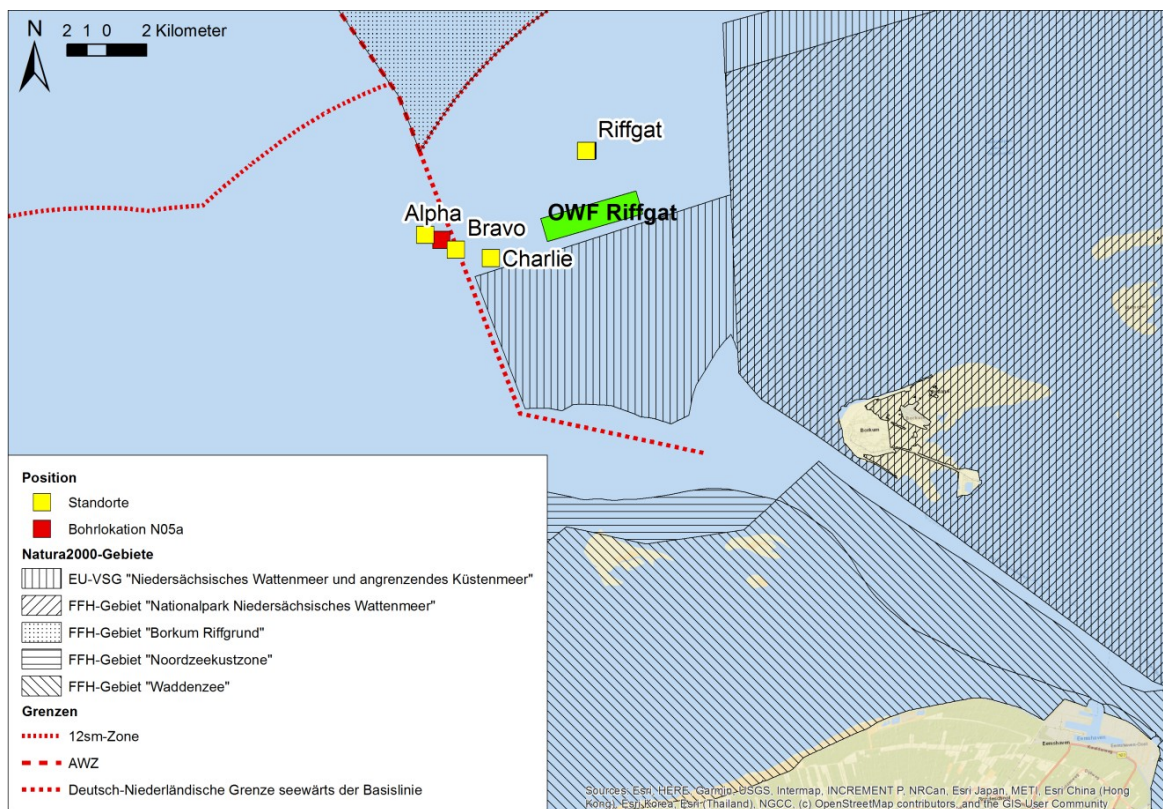 N
2 1 0 2 Kilometer
Riffgat
OWF Riffgat
Alpha
Bravo
Charlie
Borkum
Position
Standorte
Bohrlokation N05a
Natura2000-Gebiete
EU-VSG "Niedersächsisches Wattenmeer und angrenzendes Küstenmeer"
FFH-Gebiet "Nationalpark Niedersächsisches Wattenmeer"
FFH-Gebiet "Borkum Riffgrund"
FFH-Gebiet "Noordzeekustzone"
FFH-Gebiet "Waddenzee"
Grenzen
12sm-Zone
AWZ
Deutsch-Niederländische Grenze seewärts der Basislinie
Sources: Esri, HERE, Garmin, USGS, Intermap, INCREMENT P, NRCan, Esri Japan, METI, Esri China (Hong
Kong), Esri Korea, Esri (Thailand), NGCC, (c) OpenStreetMap contributors, and the GIS User Community